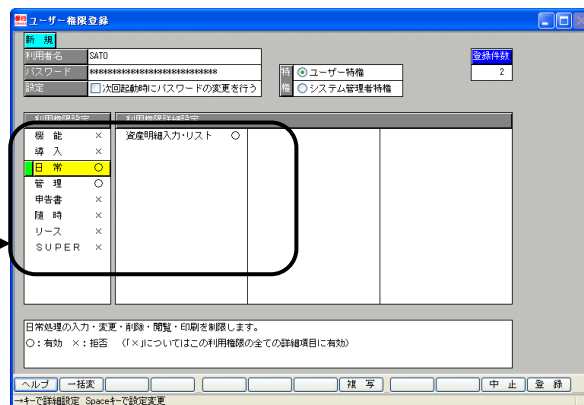 ユーザー権限登録
新 規
利用者名 SATO 登録件数
パスワード ************************** 特権 ユーザー特権 2
設定 次回起動時にパスワードの変更を行う システム管理者特権
利用権限設定 利用権限詳細設定
機 能 × 資産明細入力・リスト ○
導 入 ×
日 常 ○
管 理 ○
申告書 ×
随 時 ×
リース ×
SUPER ×
日常処理の入力・変更・削除・閲覧・印刷を制限します。
○:有効 ×:拒否 (「×」についてはこの利用権限の全ての詳細項目に有効)
ヘルプ 一括変 複 写 中 止 登 録
→キーで詳細設定 Spaceキーで設定変更